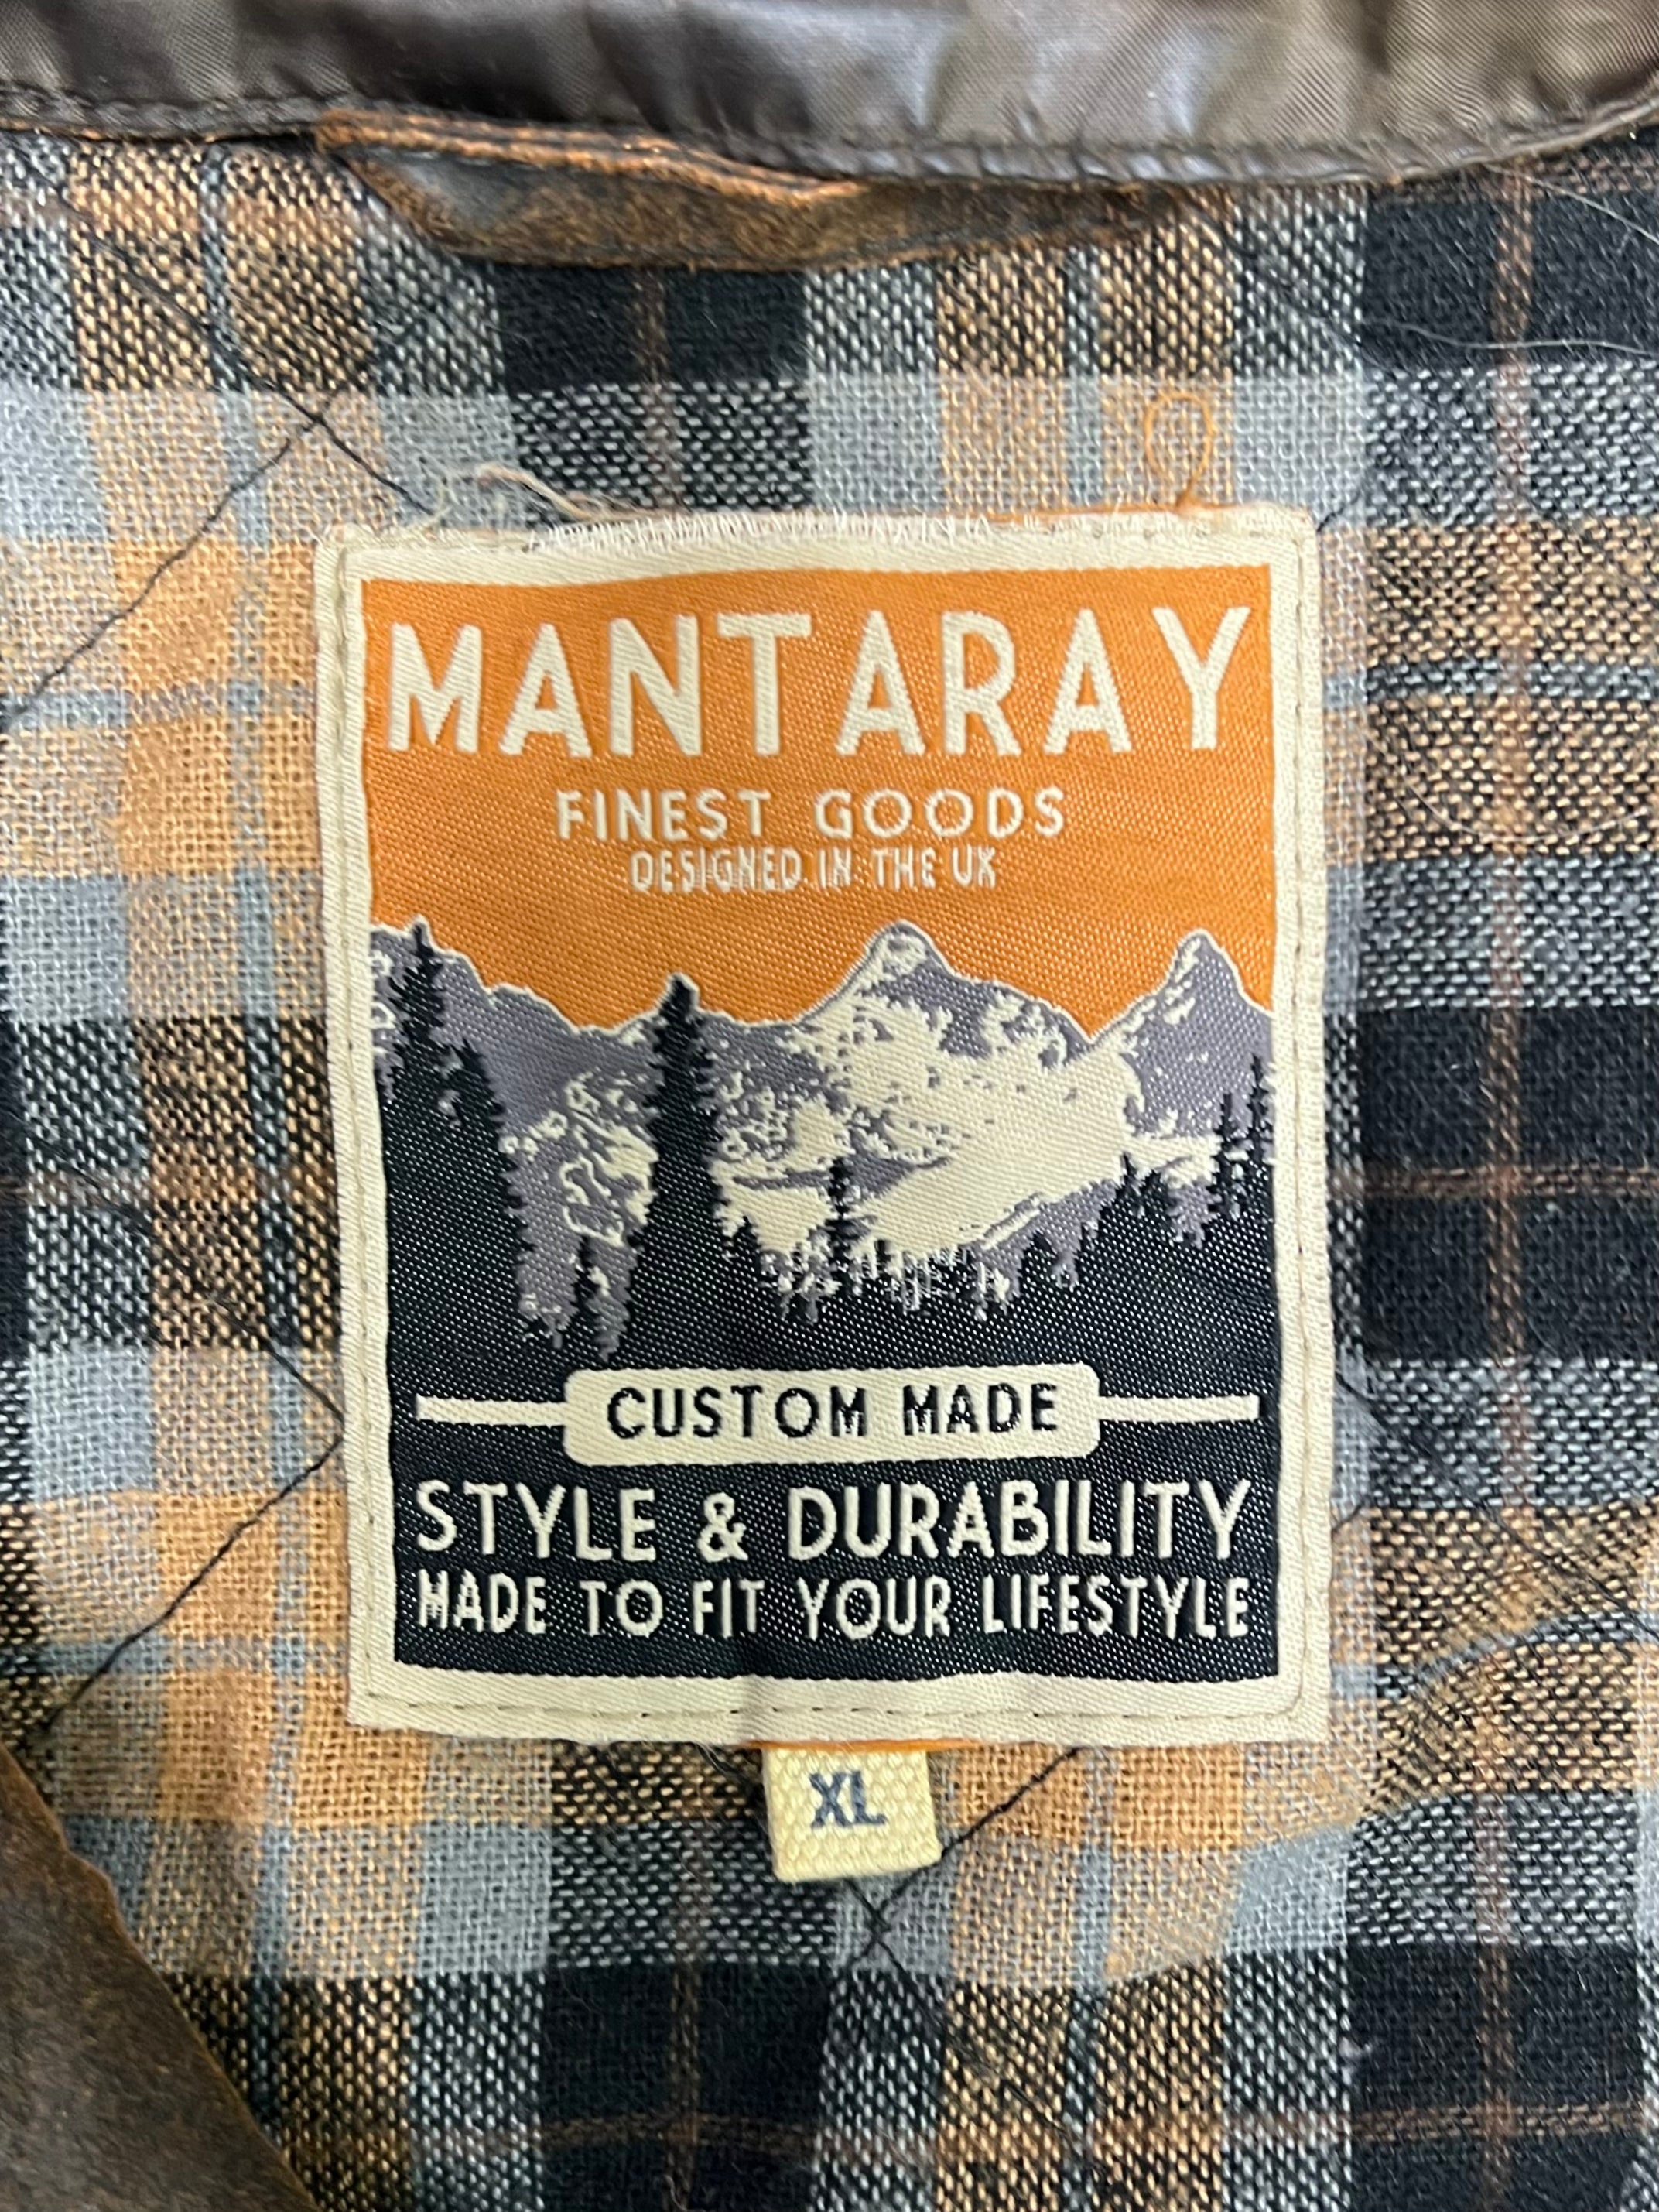 MANTARAY
FINEST GOODS
DESIGNED IN THE UK
CUSTOM MADE
STYLE & DURABILITY
MADE TO FIT YOUR LIFESTYLE
XL